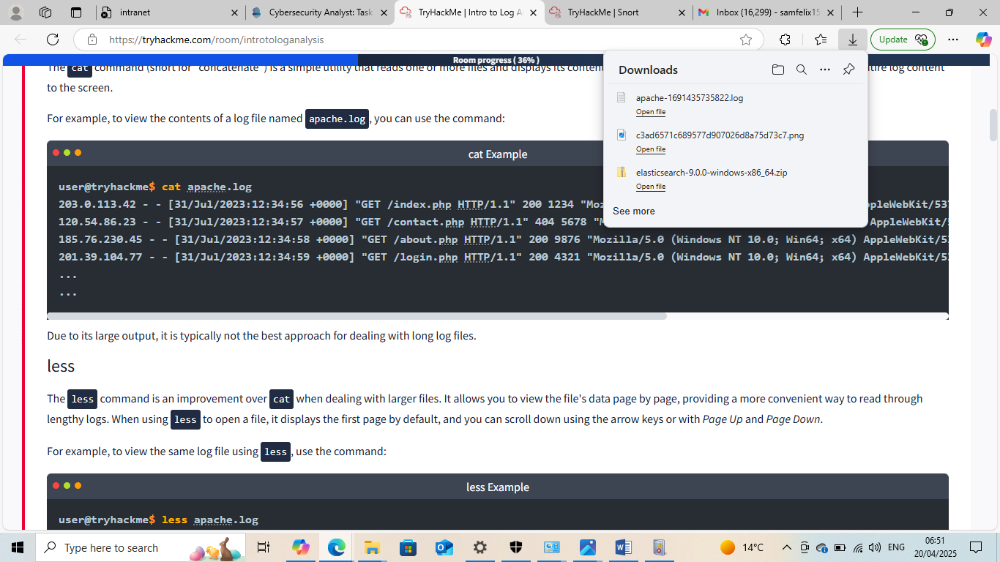 intranet
Cybersecurity Analyst: Task
TryHackMe | Intro to Log A
TryHackMe | Snort
Inbox (16,299) - samfelix15
https://tryhackme.com/room/introtologanalysis
Update
Room progress ( 36% )
The cat command (short for "concatenate") is a simple utility that reads one or more files and displays its conten tire log content
to the screen.
For example, to view the contents of a log file named apache.log, you can use the command:
Downloads
apache-1691435735822.log
Open file
c3ad6571c689577d907026d8a75d73c7.png
Open file
elasticsearch-9.0.0-windows-x86_64.zip
Open file
See more
cat Example
user@tryhackme$ cat apache.log
203.0.113.42 - - [31/Jul/2023:12:34:56 +0000] "GET /index.php HTTP/1.1" 200 1234 "Moz ppleWebKit/537
120.54.86.23 - - [31/Jul/2023:12:34:57 +0000] "GET /contact.php HTTP/1.1" 404 5678 "M AppleWebKit/5
185.76.230.45 - - [31/Jul/2023:12:34:58 +0000] "GET /about.php HTTP/1.1" 200 9876 "Mozilla/5.0 (Windows NT 10.0; Win64; x64) AppleWebKit/5
201.39.104.77 - - [31/Jul/2023:12:34:59 +0000] "GET /login.php HTTP/1.1" 200 4321 "Mozilla/5.0 (Windows NT 10.0; Win64; x64) AppleWebKit/5
...
...
Due to its large output, it is typically not the best approach for dealing with long log files.
less
The less command is an improvement over cat when dealing with larger files. It allows you to view the file's data page by page, providing a more convenient way to read through
lengthy logs. When using less to open a file, it displays the first page by default, and you can scroll down using the arrow keys or with Page Up and Page Down.
For example, to view the same log file using less, use the command:
less Example
user@tryhackme$ less apache.log
Type here to search
14°C
ENG
06:51
20/04/2025